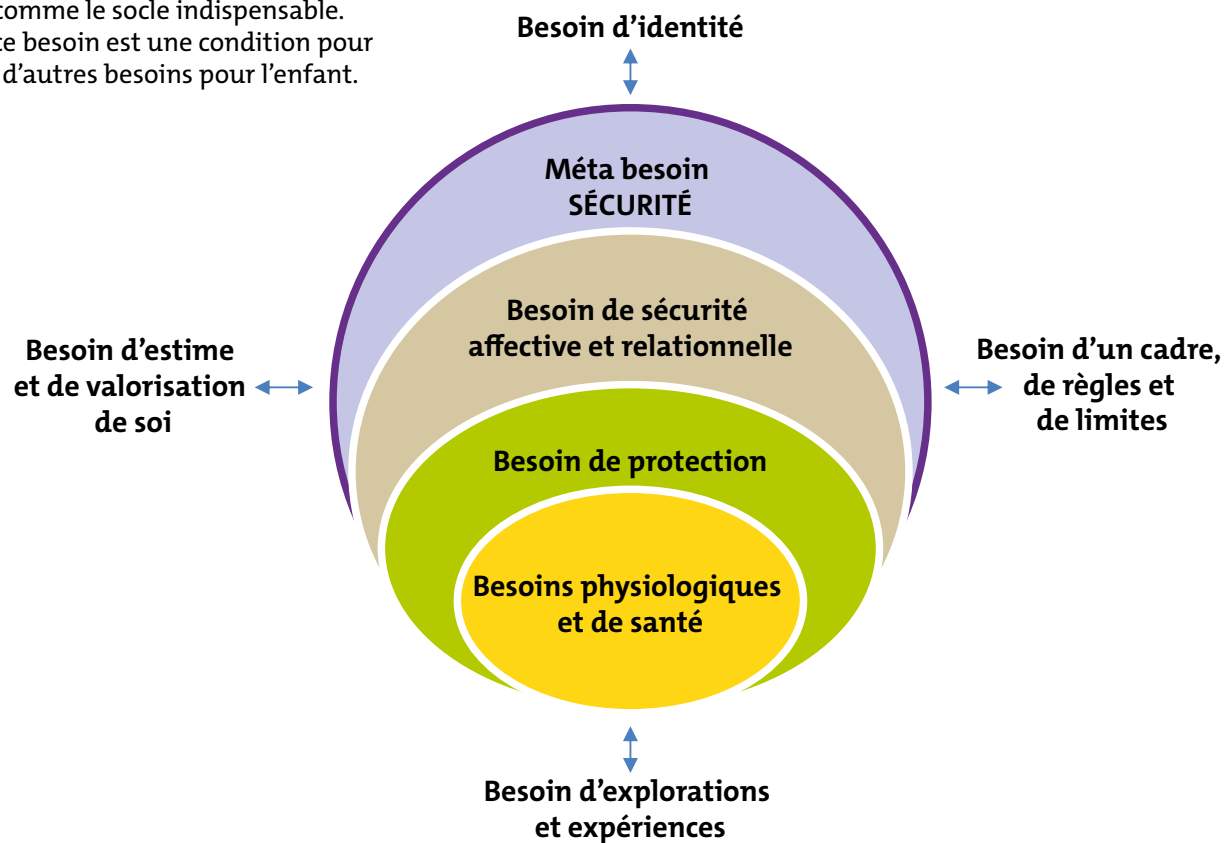 comme le socle indispensable.
ce besoin est une condition pour
d’autres besoins pour l’enfant.
Besoin d’identité
Méta besoin
SÉCURITÉ
Besoin de sécurité
affective et relationnelle
Besoin d’estime
et de valorisation
de soi
Besoin d’un cadre,
de règles et
de limites
Besoin de protection
Besoins physiologiques
et de santé
Besoin d’explorations
et expériences